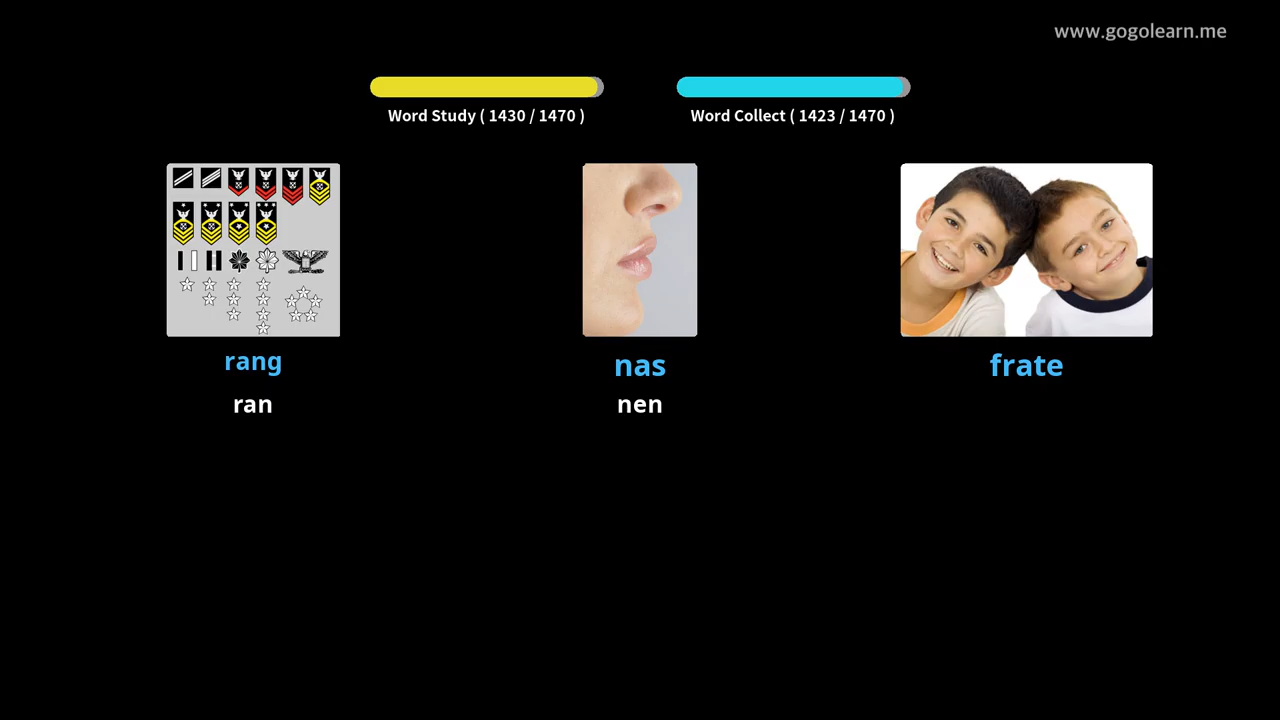 www.gogolearn.me
Word Study ( 1430 / 1470 )
Word Collect ( 1423 / 1470 )
rang
nas
frate
ran
nen